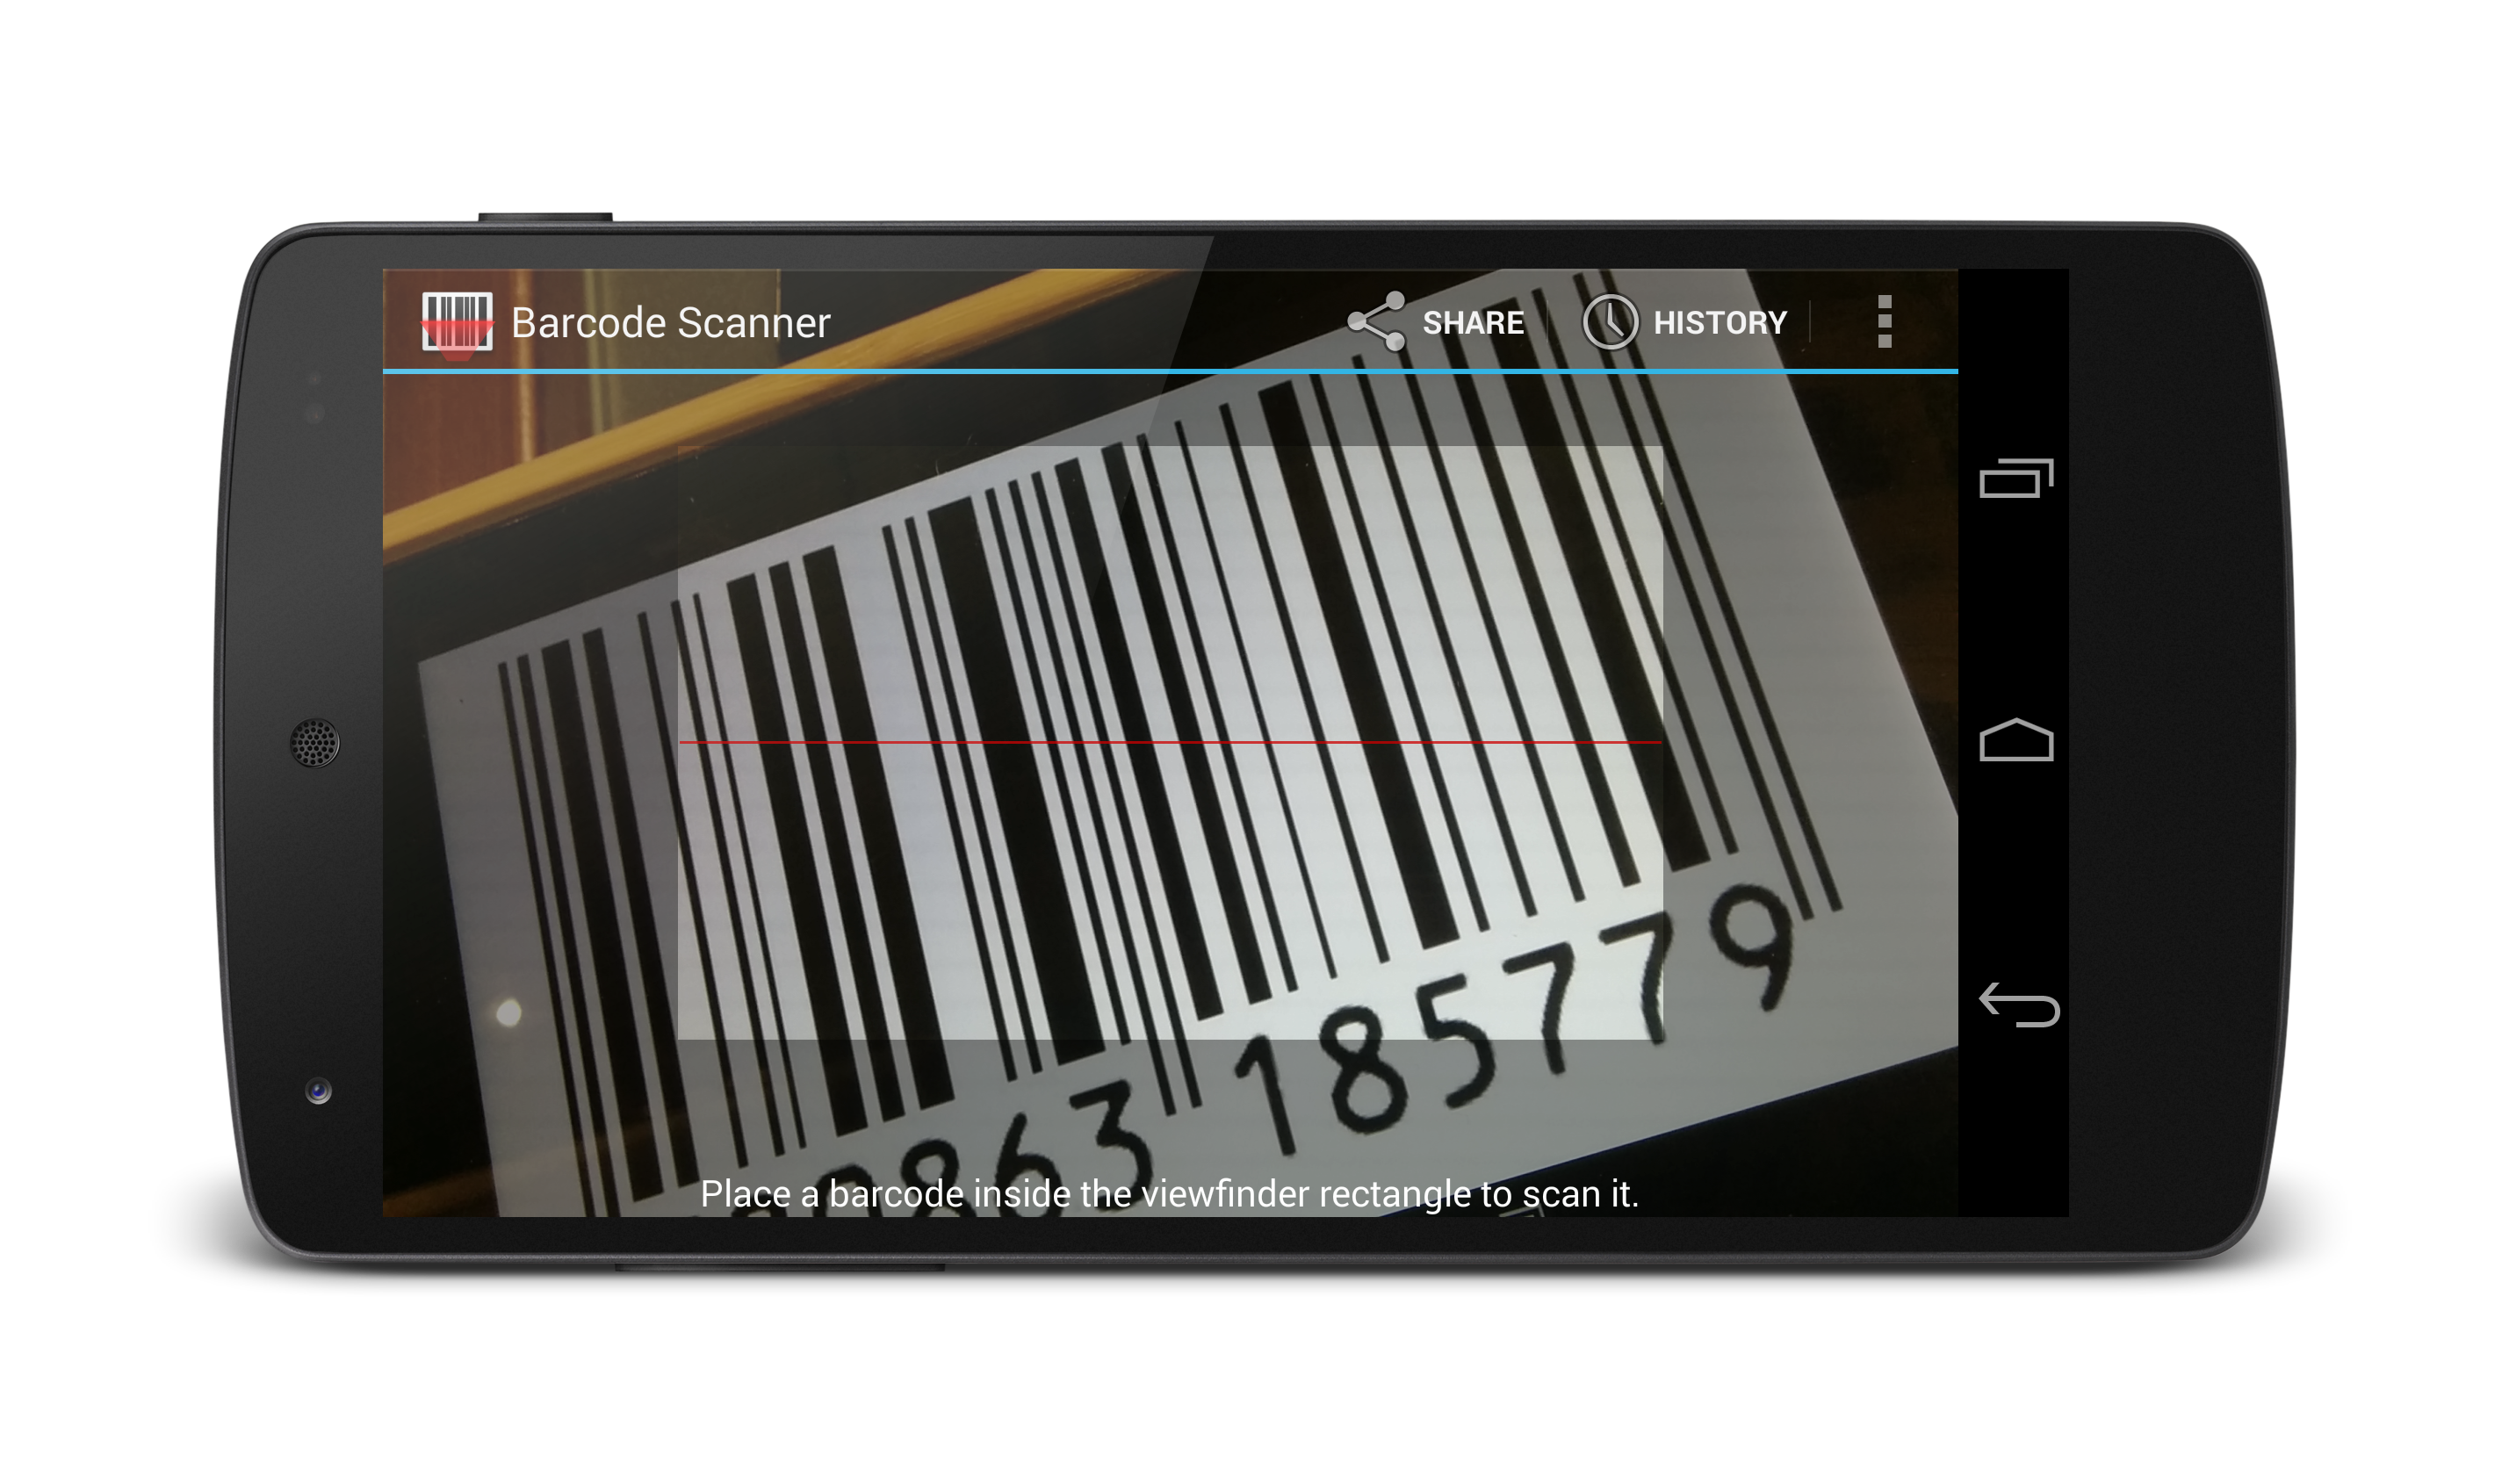 Barcode Scanner
SHARE
HISTORY
185779
863
Place a barcode inside the viewfinder rectangle to scan it.